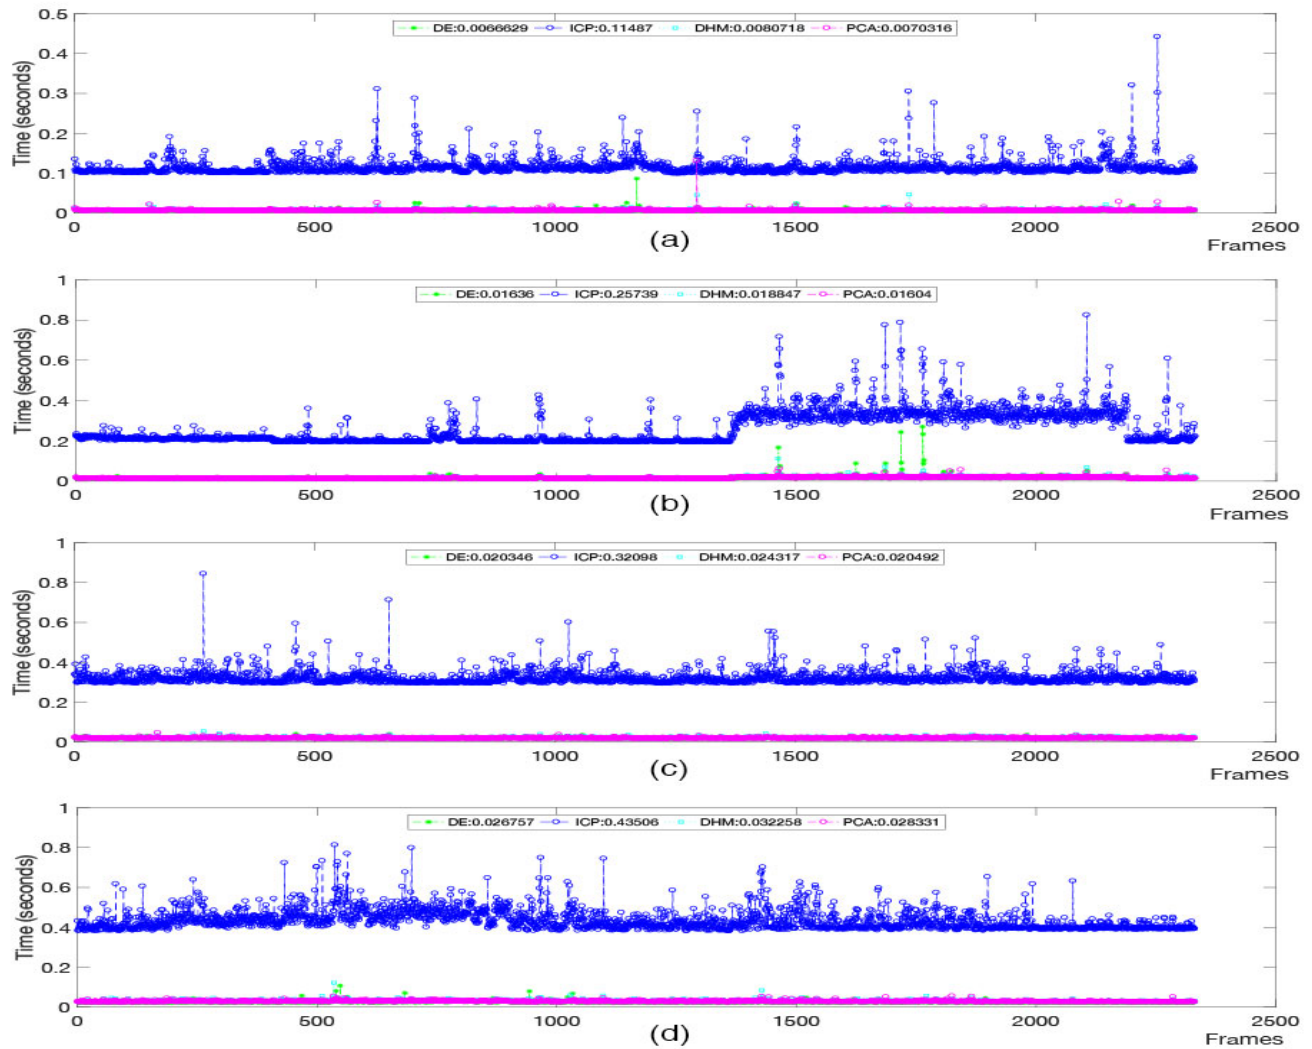 0.5
0.4
0.3
0.2
0.1
0
Time (seconds)
DE:0.0066629 ICP:0.11487 DHM:0.0080718 PCA:0.0070316
0 500 1000 1500 2000 2500
(a)
Frames
1
0.8
0.6
0.4
0.2
0
Time (seconds)
DE:0.01636 ICP:0.25739 DHM:0.018847 PCA:0.01604
0 500 1000 1500 2000 2500
(b)
Frames
1
0.8
0.6
0.4
0.2
0
Time (seconds)
DE:0.020346 ICP:0.32098 DHM:0.024317 PCA:0.020492
0 500 1000 1500 2000 2500
(c)
Frames
1
0.8
0.6
0.4
0.2
0
Time (seconds)
DE:0.026757 ICP:0.43506 DHM:0.032258 PCA:0.028331
0 500 1000 1500 2000 2500
(d)
Frames